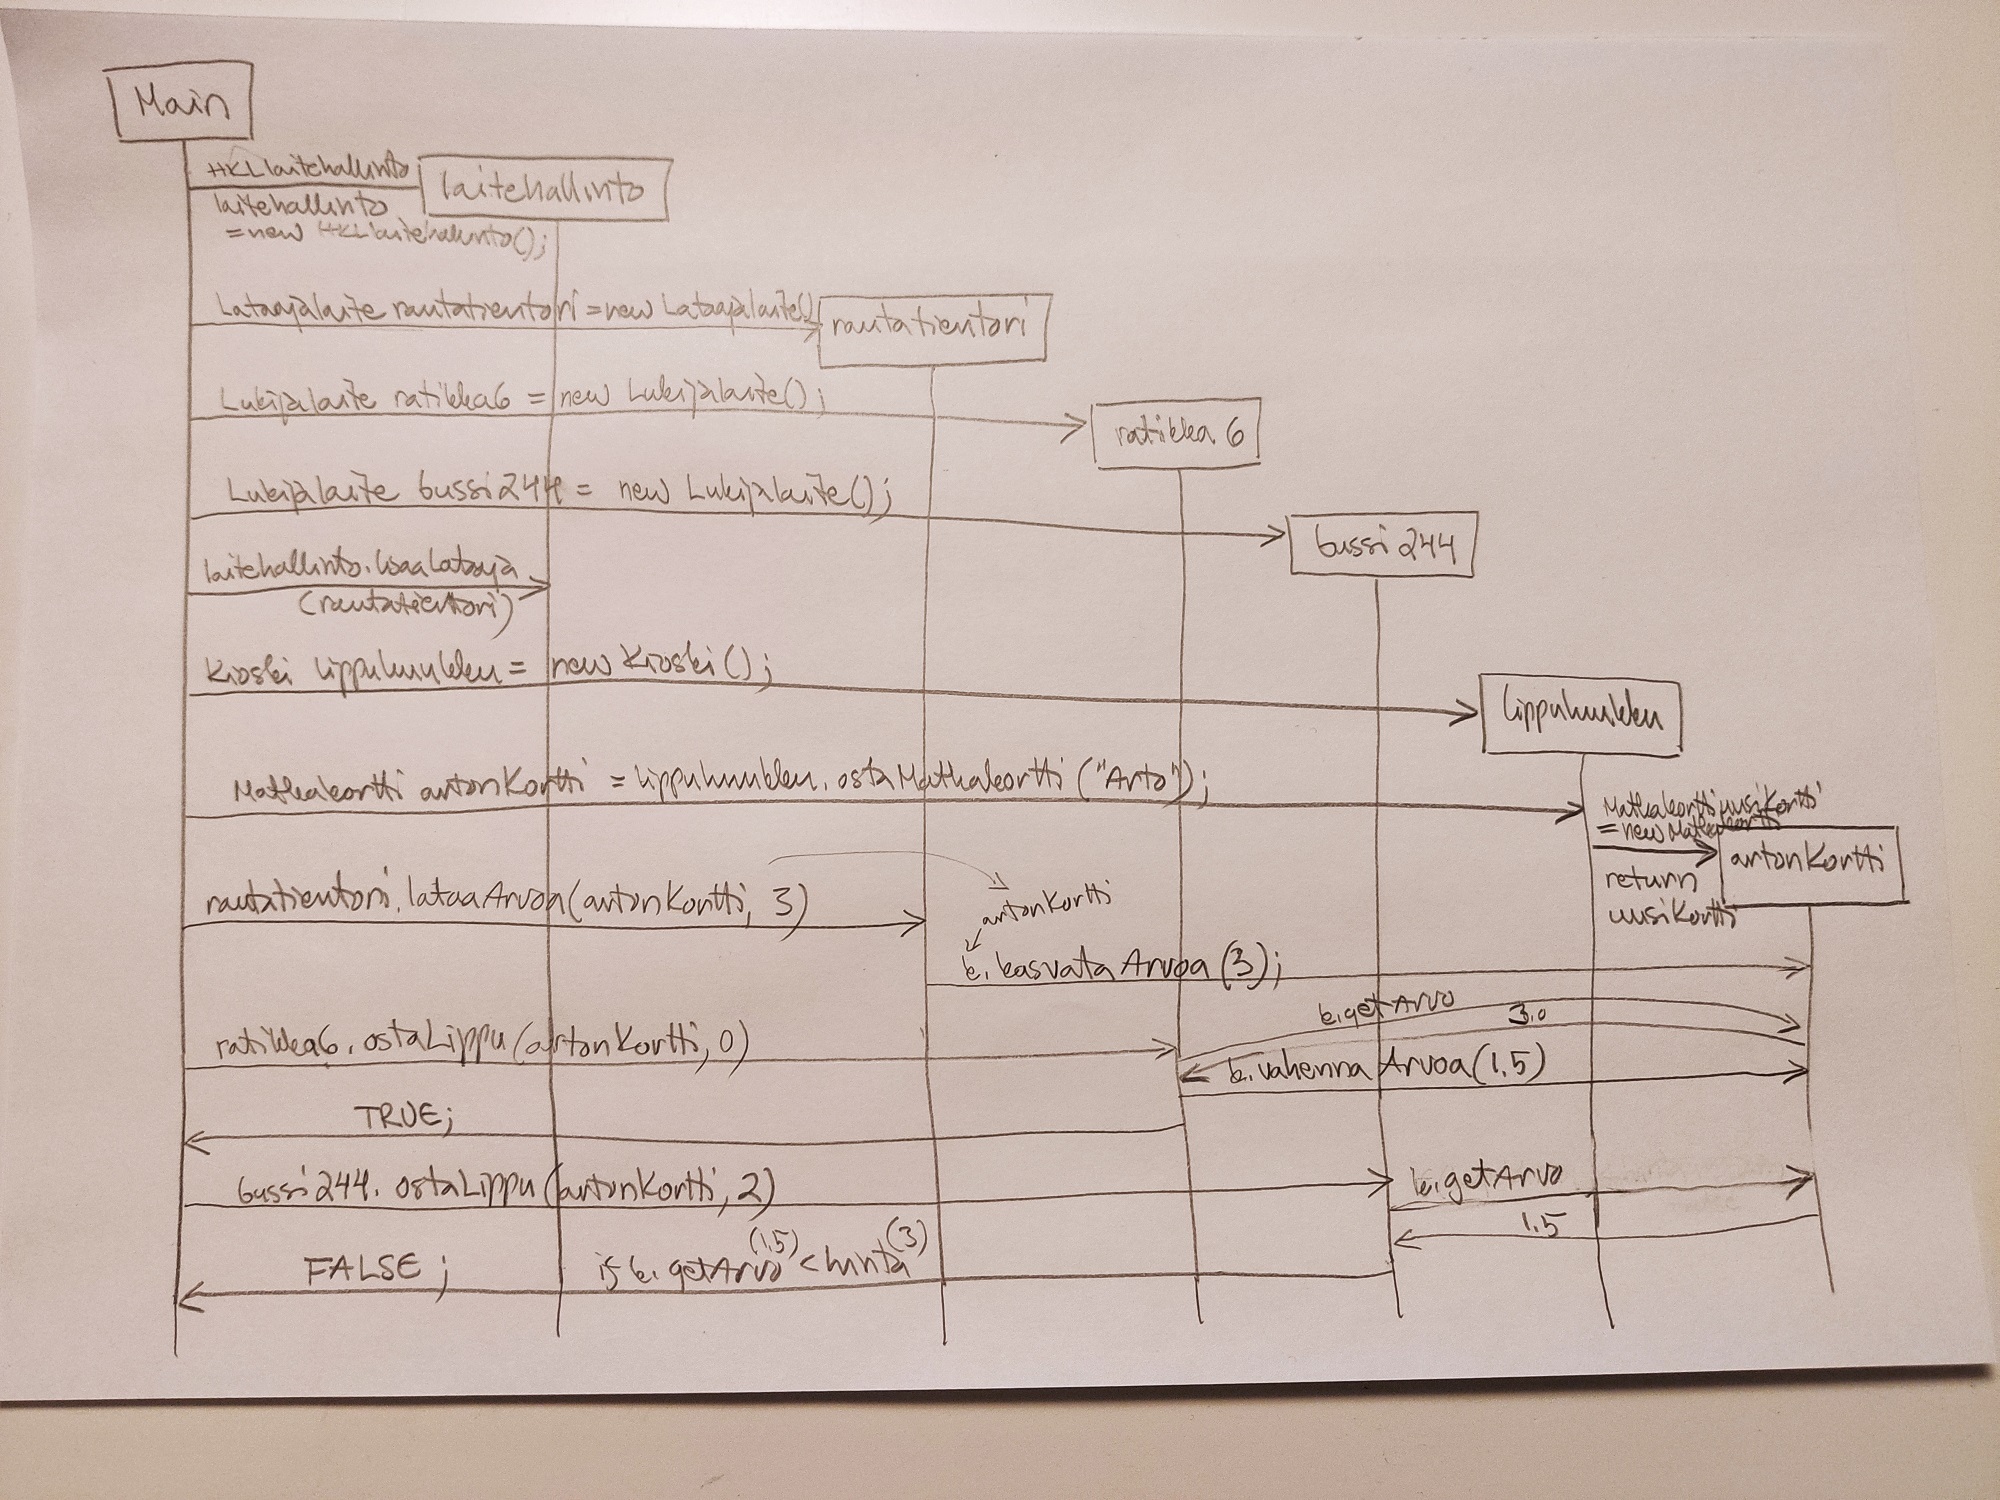 Main
HKLlaitehallinto
laitehallinto
laitehallinto
=new HKLlaitehallinto();
Lataajalaite rautatientori = new Lataajalaite()
rautatientori
Lukijalaite ratikka6 = new Lukijalaite();
ratikka 6
Lukijalaite bussi244 = new Lukijalaite();
bussi 244
laitehallinto.lisaaLataaja
(rautatientori)
Kioski lippuluukku = new Kioski();
lippuluukku
Matkakortti artonKortti = lippuluukku.ostaMatkakortti("Arto");
Matkakortti uusiKortti
= new Matkakortti
artonKortti
return
uusiKortti
rautatientori.lataaArvoa(artonKortti, 3)
artonKortti
k.kasvataArvoa(3);
k.getArvo
3.0
ratikka6.ostaLippu(artonKortti, 0)
k.vahennaArvoa(1.5)
TRUE;
bussi244.ostaLippu(artonKortti, 2)
k.getArvo
1.5
(1.5) (3)
FALSE; if k.getArvo < hinta